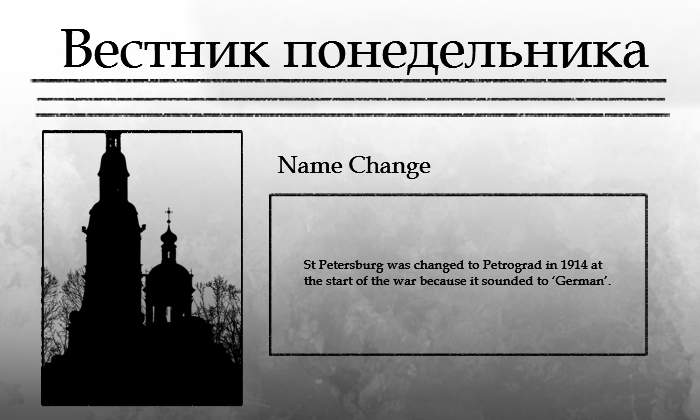 Вестник понедельника
Name Change
St Petersburg was changed to Petrograd in 1914 at
the start of the war because it sounded to ‘German’.